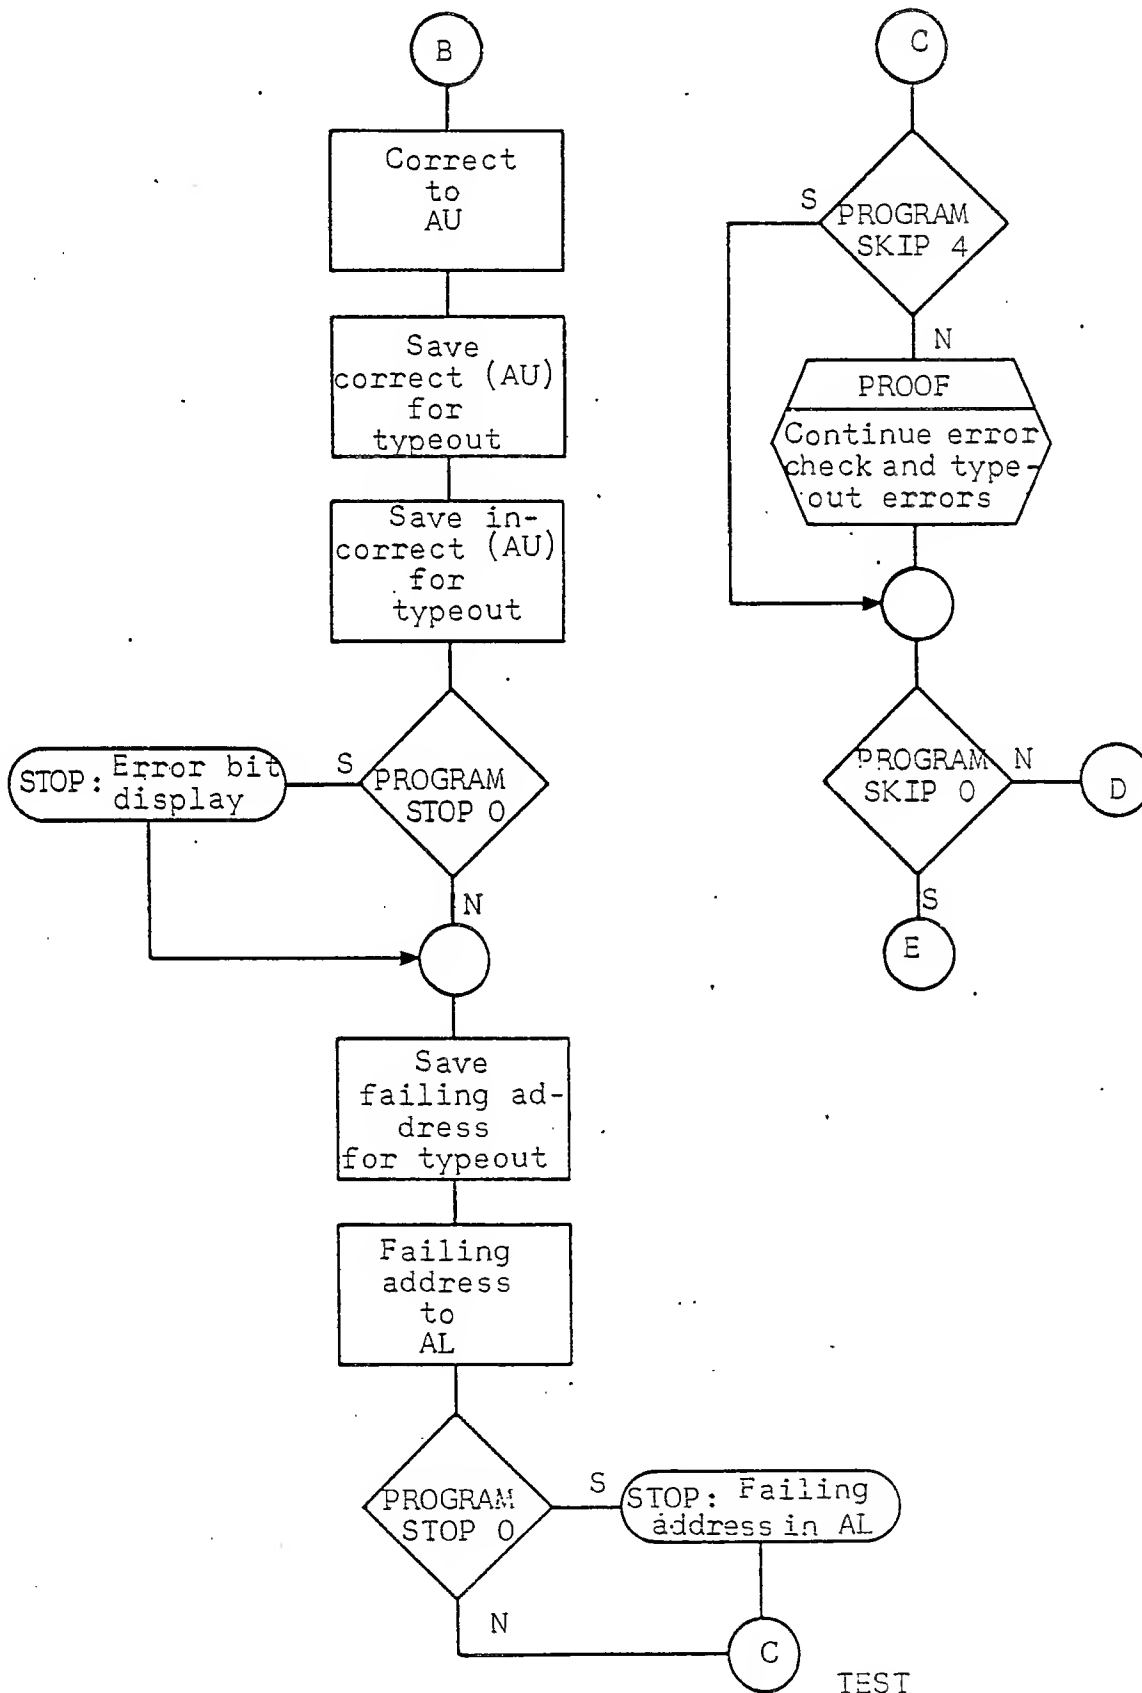 B
Correct
to
AU
Save
correct (AU)
for
typeout
Save in-
correct (AU)
for
typeout
S
PROGRAM
STOP 0
STOP: Error bit
display
N
Save
failing ad-
dress
for typeout
Failing
address
to
AL
PROGRAM
STOP 0
S
STOP: Failing
address in AL
N
C
C
S
PROGRAM
SKIP 4
N
PROOF
Continue error
check and type-
out errors
PROGRAM
SKIP 0
N
D
S
E
TEST